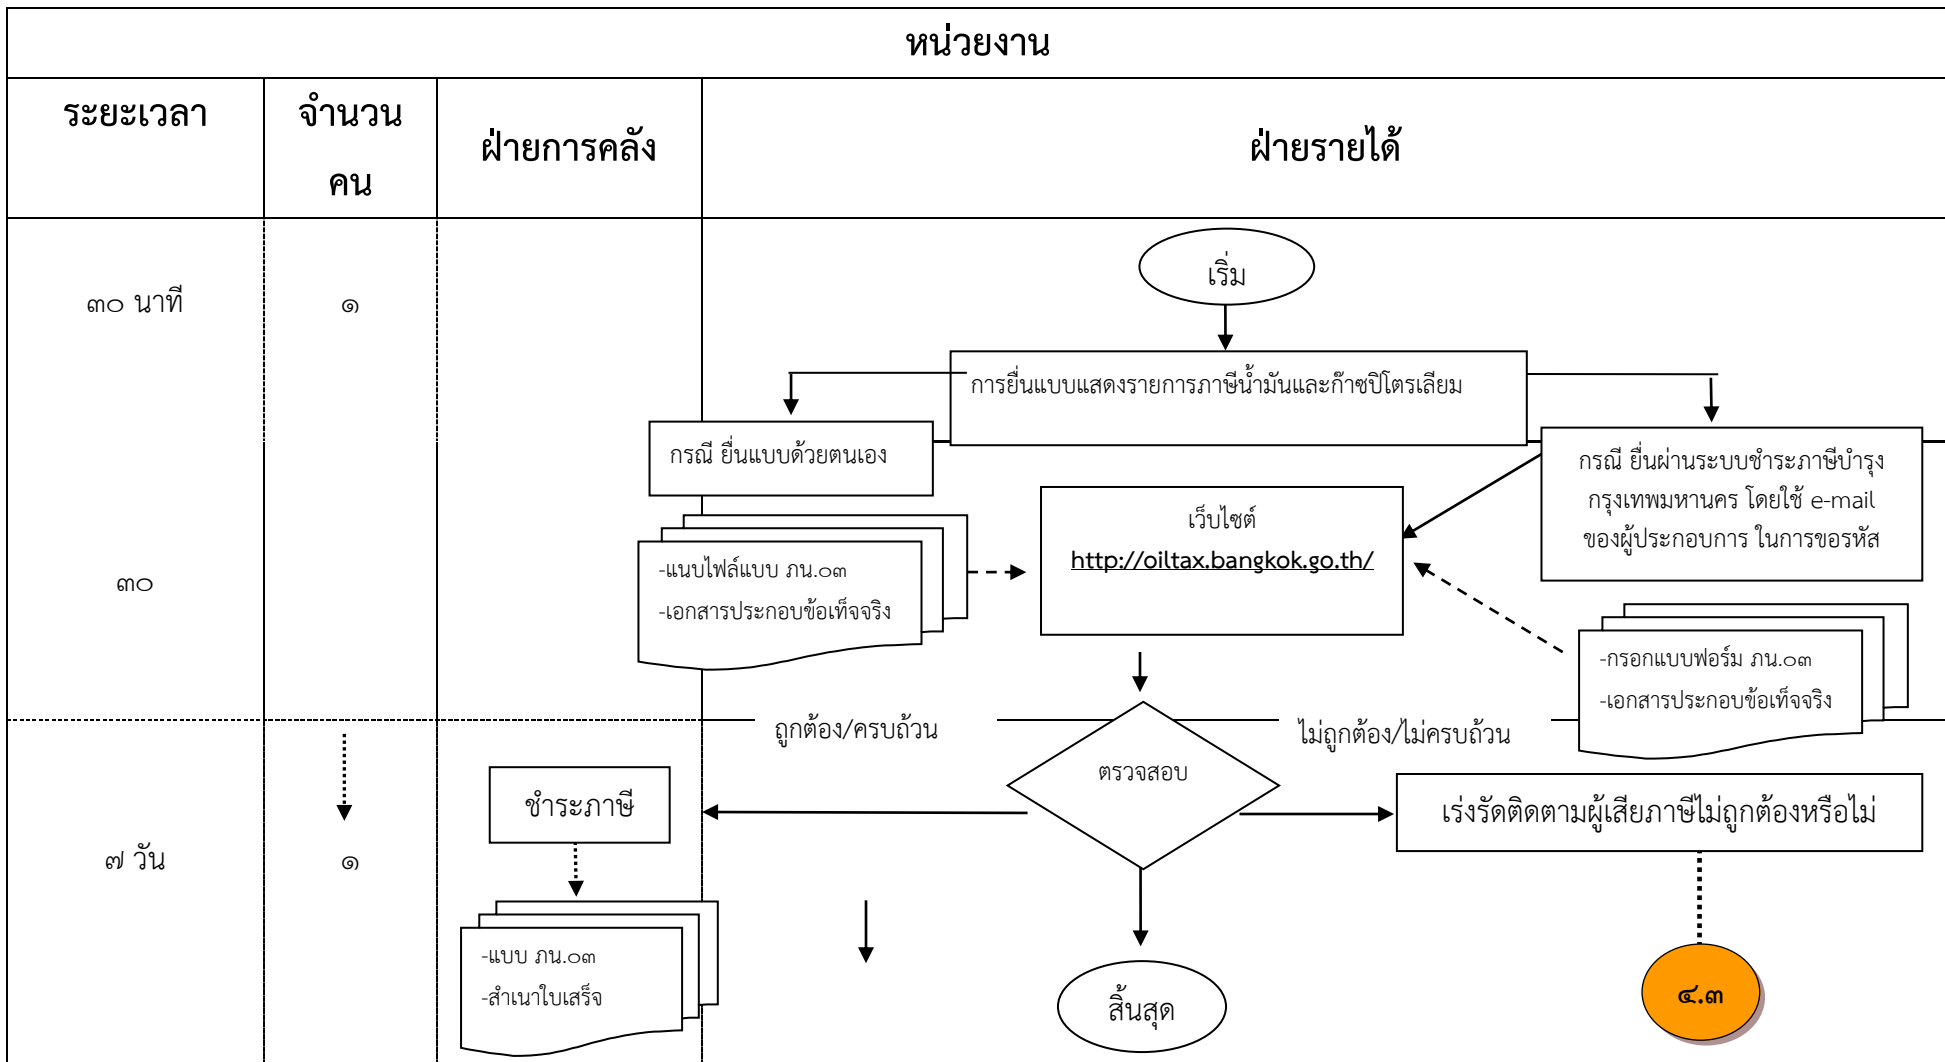 หน่วยงาน
ระยะเวลา
จำนวน
คน
ฝ่ายการคลัง
ฝ่ายรายได้
เริ่ม
๓๐ นาที
๑
การยื่นแบบแสดงรายการภาษีน้ำมันและก๊าซปิโตรเลียม
กรณี ยื่นแบบด้วยตนเอง
กรณี ยื่นผ่านระบบชำระภาษีบำรุง
กรุงเทพมหานคร โดยใช้ e-mail
ของผู้ประกอบการ ในการขอรหัส
เว็บไซต์
http://oiltax.bangkok.go.th/
๓๐
-แนบไฟล์แบบ ภน.๐๓
-เอกสารประกอบข้อเท็จจริง
-กรอกแบบฟอร์ม ภน.๐๓
-เอกสารประกอบข้อเท็จจริง
ถูกต้อง/ครบถ้วน
ไม่ถูกต้อง/ไม่ครบถ้วน
ตรวจสอบ
ชำระภาษี
เร่งรัดติดตามผู้เสียภาษีไม่ถูกต้องหรือไม่
๗ วัน
๑
-แบบ ภน.๐๓
-สำเนาใบเสร็จ
สิ้นสุด
๔.๓